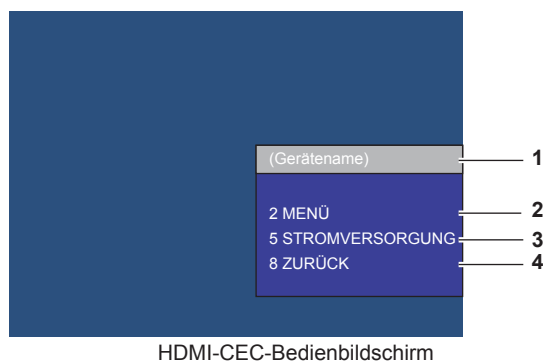 (Gerätename) 1
2 MENÜ 2
5 STROMVERSORGUNG 3
8 ZURÜCK 4
HDMI-CEC-Bedienbildschirm